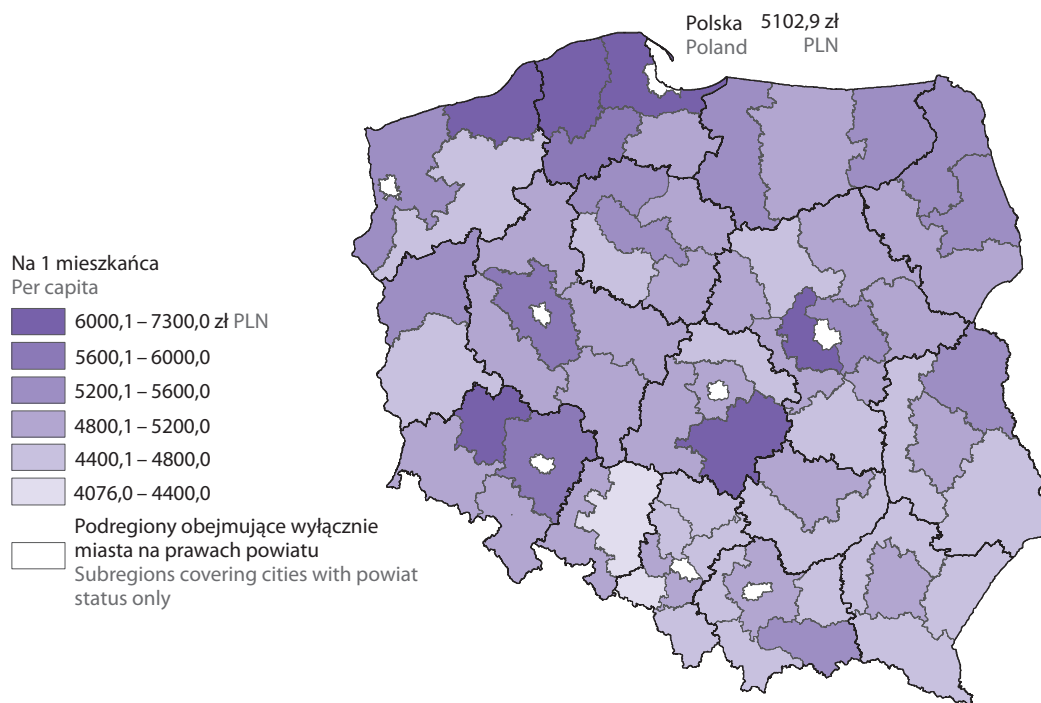 Polska 5102,9 zł
Poland PLN
Na 1 mieszkańca
Per capita
6000,1 – 7300,0 zł PLN
5600,1 – 6000,0
5200,1 – 5600,0
4800,1 – 5200,0
4400,1 – 4800,0
4076,0 – 4400,0
Podregiony obejmujące wyłącznie
miasta na prawach powiatu
Subregions covering cities with powiat
status only